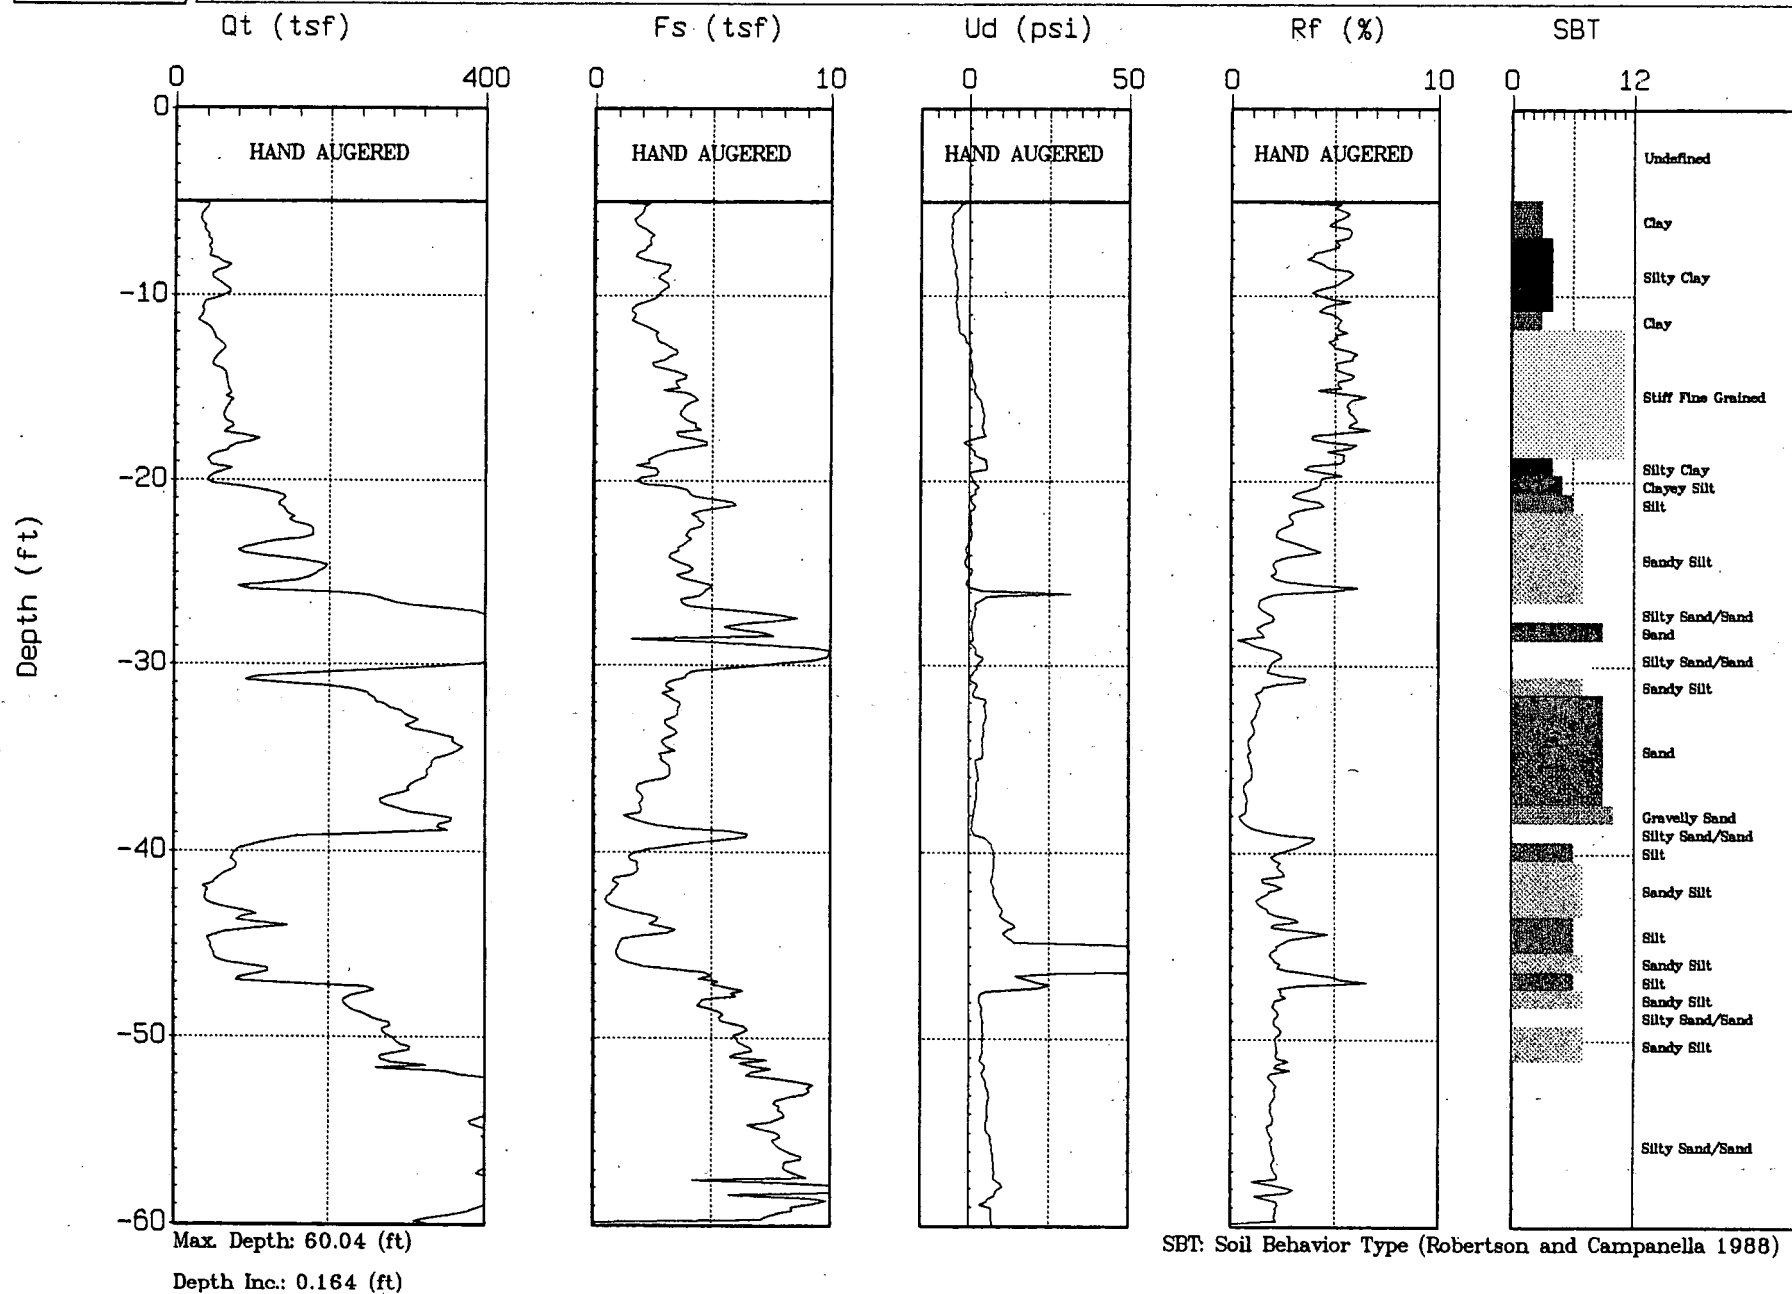 Qt (tsf) Fs (tsf) Ud (psi) Rf (%) SBT
0 400 0 10 0 50 0 10 0 12
0
HAND AUGERED HAND AUGERED HAND AUGERED HAND AUGERED
Undefined
Clay
Silty Clay
-10
Clay
Stiff Fine Grained
Silty Clay
-20
Clayey Silt
Silt
Depth (ft)
Sandy Silt
Silty Sand/Sand
Sand
-30
Silty Sand/Sand
Sandy Silt
Sand
Gravelly Sand
Silty Sand/Sand
-40
Silt
Sandy Silt
Silt
Sandy Silt
Silt
Sandy Silt
Silty Sand/Sand
-50
Sandy Silt
Silty Sand/Sand
-60
Max. Depth: 60.04 (ft)
SBT: Soil Behavior Type (Robertson and Campanella 1988)
Depth Inc.: 0.164 (ft)